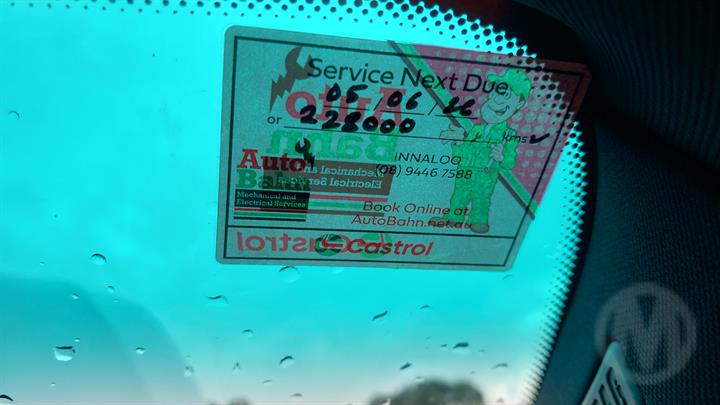 Service Next Due
05/06/26
or 228000 kms
INNALOO
(08) 9446 7588
Auto
Bahn
Mechanical and
Electrical Services
Book Online at
AutoBahn.net.au
Castrol